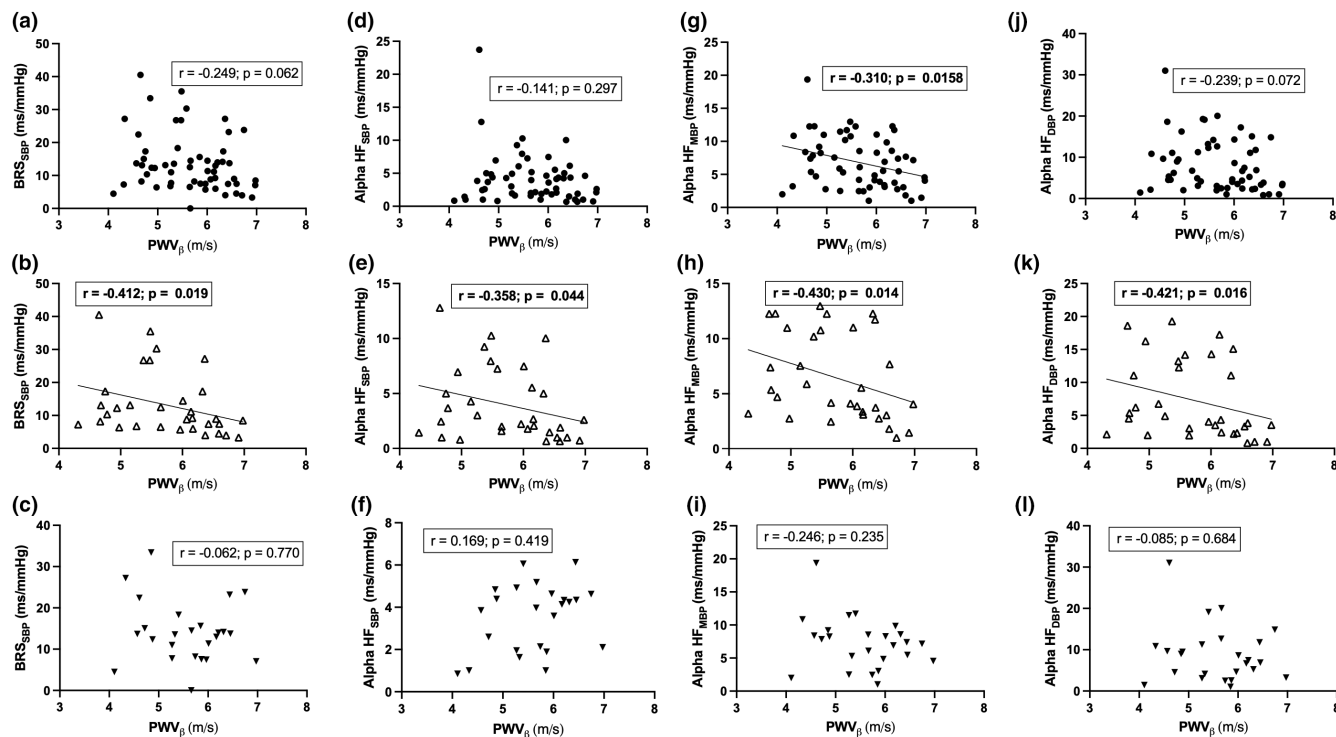 (a)
50
40
30
20
10
0
BRS_SBP (ms/mmHg)
r = -0.249; p = 0.062
3 4 5 6 7 8
PWV_β (m/s)
(d)
25
20
15
10
5
0
Alpha HF_SBP (ms/mmHg)
r = -0.141; p = 0.297
3 4 5 6 7 8
PWV_β (m/s)
(g)
25
20
15
10
5
0
Alpha HF_MBP (ms/mmHg)
r = -0.310; p = 0.0158
3 4 5 6 7 8
PWV_β (m/s)
(j)
40
30
20
10
0
Alpha HF_DBP (ms/mmHg)
r = -0.239; p = 0.072
3 4 5 6 7 8
PWV_β (m/s)
(b)
50
40
30
20
10
0
BRS_SBP (ms/mmHg)
r = -0.412; p = 0.019
4 5 6 7 8
PWV_β (m/s)
(e)
15
10
5
0
Alpha HF_SBP (ms/mmHg)
r = -0.358; p = 0.044
4 5 6 7 8
PWV_β (m/s)
(h)
15
10
5
0
Alpha HF_MBP (ms/mmHg)
r = -0.430; p = 0.014
4 5 6 7 8
PWV_β (m/s)
(k)
25
20
15
10
5
0
Alpha HF_DBP (ms/mmHg)
r = -0.421; p = 0.016
4 5 6 7 8
PWV_β (m/s)
(c)
40
30
20
10
0
BRS_SBP (ms/mmHg)
r = -0.062; p = 0.770
3 4 5 6 7 8
PWV_β (m/s)
(f)
8
6
4
2
0
Alpha HF_SBP (ms/mmHg)
r = 0.169; p = 0.419
3 4 5 6 7 8
PWV_β (m/s)
(i)
25
20
15
10
5
0
Alpha HF_MBP (ms/mmHg)
r = -0.246; p = 0.235
3 4 5 6 7 8
PWV_β (m/s)
(l)
40
30
20
10
0
Alpha HF_DBP (ms/mmHg)
r = -0.085; p = 0.684
3 4 5 6 7 8
PWV_β (m/s)